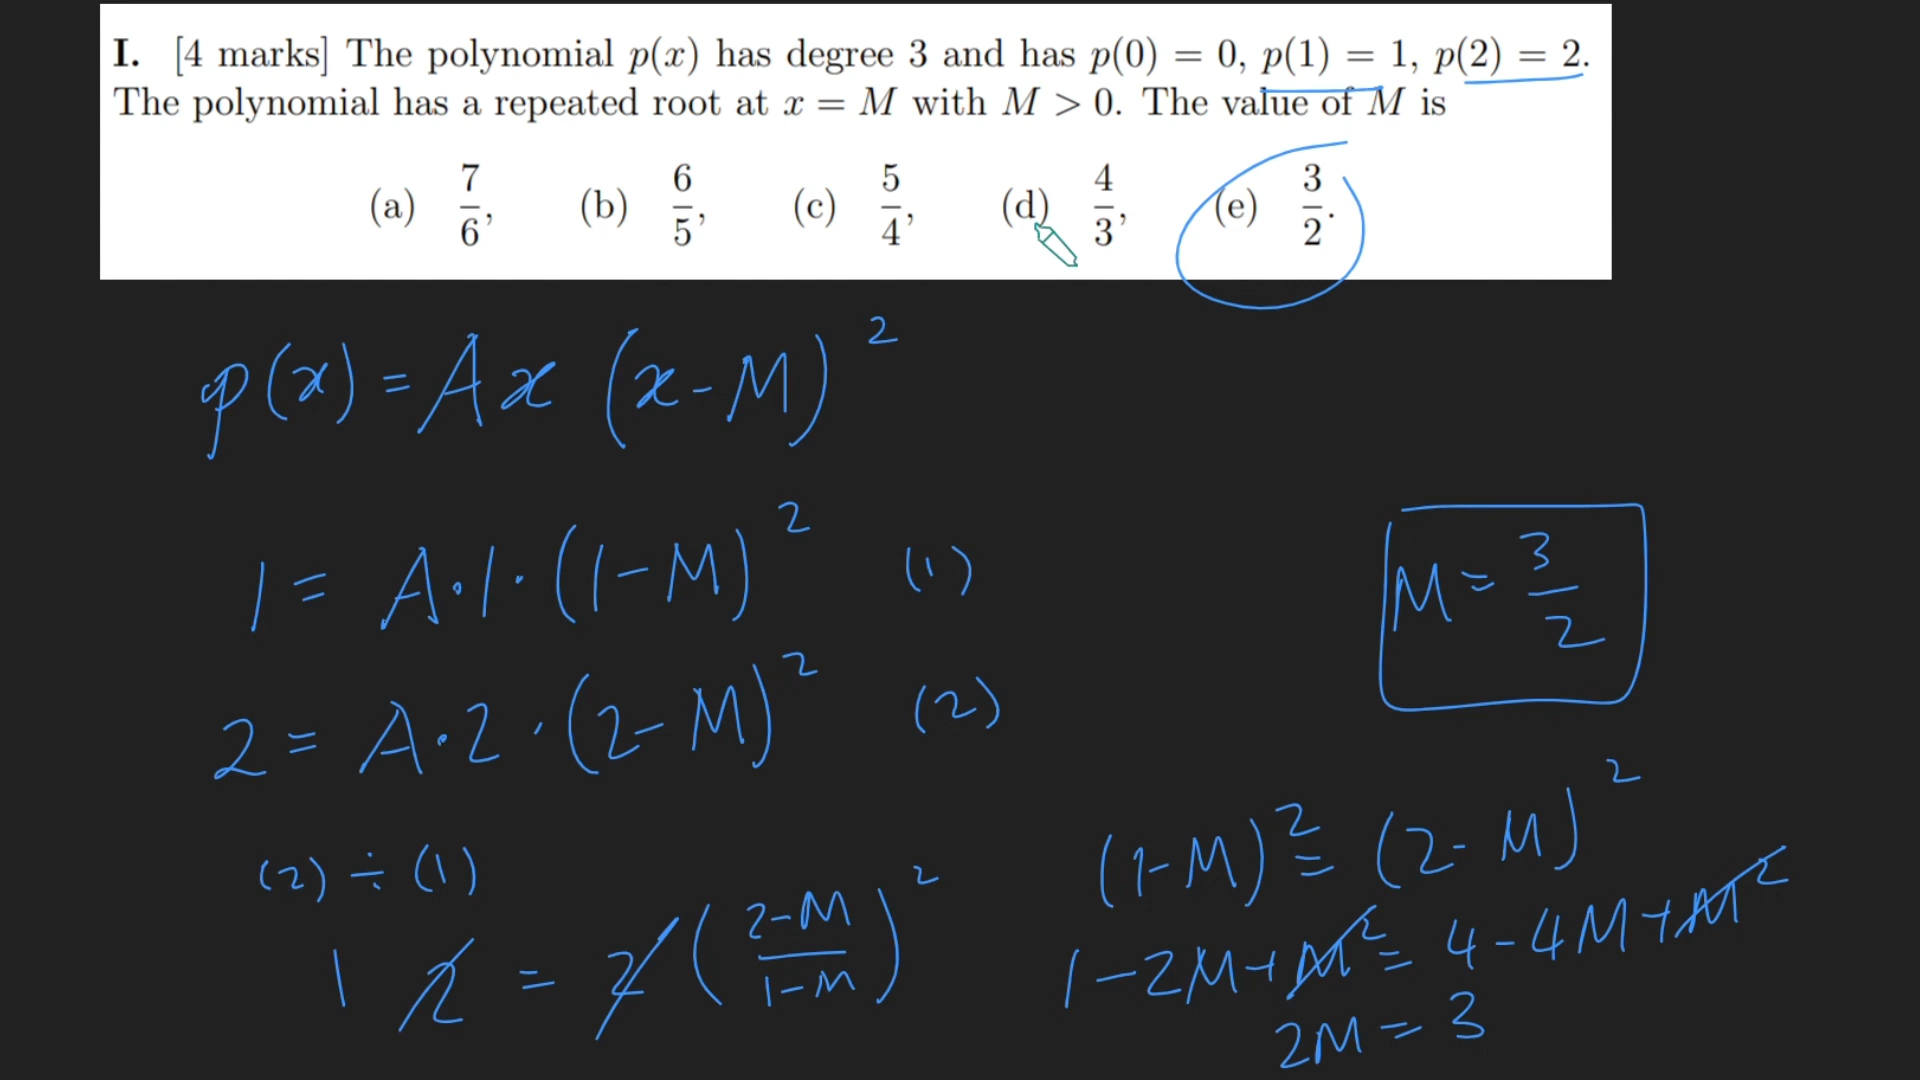 I. [4 marks] The polynomial p(x) has degree 3 and has p(0) = 0, p(1) = 1, p(2) = 2.
The polynomial has a repeated root at x = M with M > 0. The value of M is
(a) 7/6, (b) 6/5, (c) 5/4, (d) 4/3, (e) 3/2.
p(x) = Ax (x - M)²
1 = A·1·(1 - M)² (1)
2 = A·2·(2 - M)² (2)
(2) ÷ (1)
1 2 = 2 ((2 - M)/(1 - M))²
(1 - M)² = (2 - M)²
1 - 2M + M² = 4 - 4M + M²
2M = 3
M = 3/2